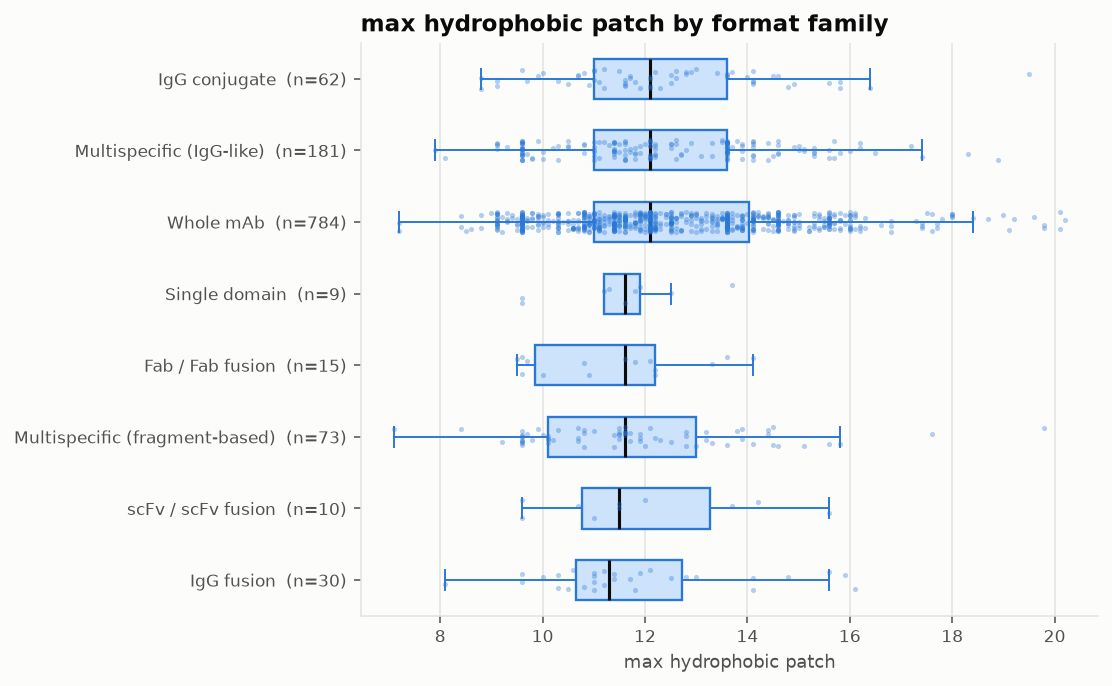 max hydrophobic patch by format family
IgG conjugate (n=62)
Multispecific (IgG-like) (n=181)
Whole mAb (n=784)
Single domain (n=9)
Fab / Fab fusion (n=15)
Multispecific (fragment-based) (n=73)
scFv / scFv fusion (n=10)
IgG fusion (n=30)
8 10 12 14 16 18 20
max hydrophobic patch